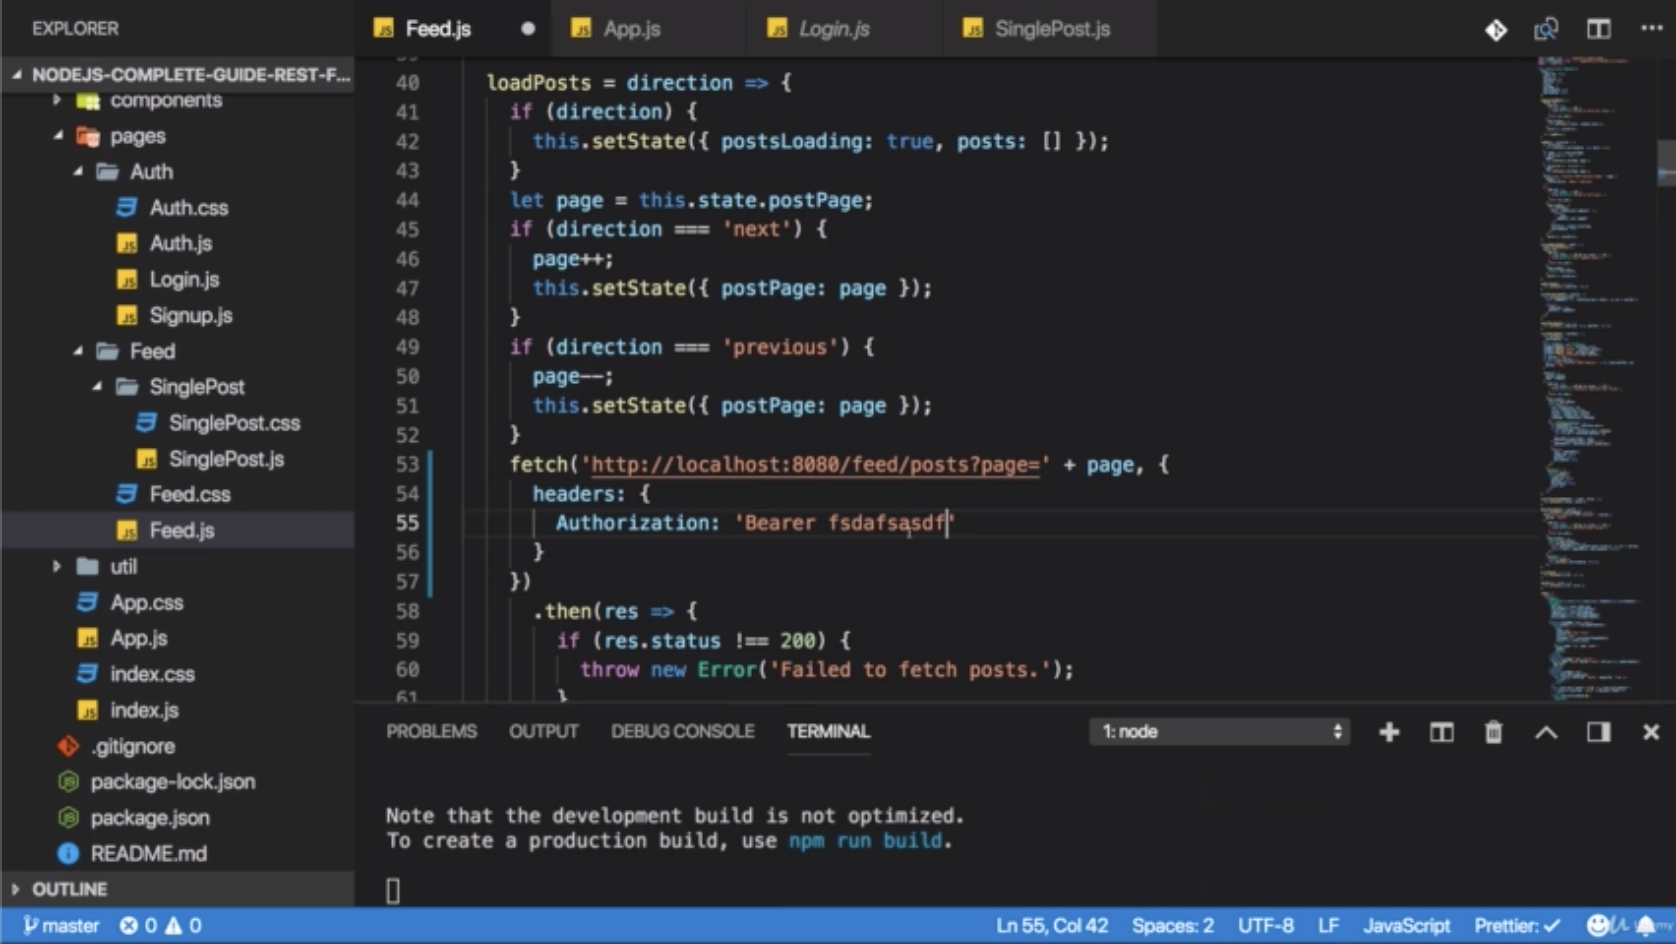 EXPLORER
NODEJS-COMPLETE-GUIDE-REST-F...
components
pages
Auth
Auth.css
Auth.js
Login.js
Signup.js
Feed
SinglePost
SinglePost.css
SinglePost.js
Feed.css
Feed.js
util
App.css
App.js
index.css
index.js
.gitignore
package-lock.json
package.json
README.md
OUTLINE
Feed.js App.js Login.js SinglePost.js
40 loadPosts = direction => {
41 if (direction) {
42 this.setState({ postsLoading: true, posts: [] });
43 }
44 let page = this.state.postPage;
45 if (direction === 'next') {
46 page++;
47 this.setState({ postPage: page });
48 }
49 if (direction === 'previous') {
50 page--;
51 this.setState({ postPage: page });
52 }
53 fetch('http://localhost:8080/feed/posts?page=' + page, {
54 headers: {
55 Authorization: 'Bearer fsdafsasdf'
56 }
57 })
58 .then(res => {
59 if (res.status !== 200) {
60 throw new Error('Failed to fetch posts.');
61 }
PROBLEMS OUTPUT DEBUG CONSOLE TERMINAL 1: node
Note that the development build is not optimized.
To create a production build, use npm run build.
master 0 0 Ln 55, Col 42 Spaces: 2 UTF-8 LF JavaScript Prettier: ✓